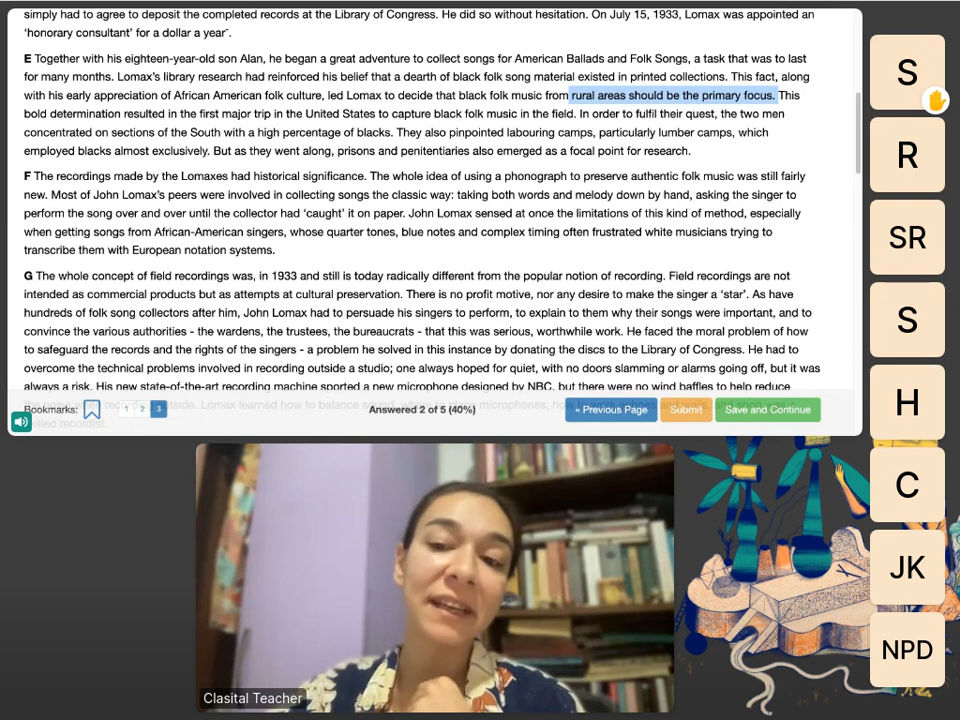 simply had to agree to deposit the completed records at the Library of Congress. He did so without hesitation. On July 15, 1933, Lomax was appointed an
'honorary consultant' for a dollar a year¨.
E Together with his eighteen-year-old son Alan, he began a great adventure to collect songs for American Ballads and Folk Songs, a task that was to last
for many months. Lomax's library research had reinforced his belief that a dearth of black folk song material existed in printed collections. This fact, along
with his early appreciation of African American folk culture, led Lomax to decide that black folk music from rural areas should be the primary focus. This
bold determination resulted in the first major trip in the United States to capture black folk music in the field. In order to fulfil their quest, the two men
concentrated on sections of the South with a high percentage of blacks. They also pinpointed labouring camps, particularly lumber camps, which
employed blacks almost exclusively. But as they went along, prisons and penitentiaries also emerged as a focal point for research.
F The recordings made by the Lomaxes had historical significance. The whole idea of using a phonograph to preserve authentic folk music was still fairly
new. Most of John Lomax's peers were involved in collecting songs the classic way: taking both words and melody down by hand, asking the singer to
perform the song over and over until the collector had 'caught' it on paper. John Lomax sensed at once the limitations of this kind of method, especially
when getting songs from African-American singers, whose quarter tones, blue notes and complex timing often frustrated white musicians trying to
transcribe them with European notation systems.
G The whole concept of field recordings was, in 1933 and still is today radically different from the popular notion of recording. Field recordings are not
intended as commercial products but as attempts at cultural preservation. There is no profit motive, nor any desire to make the singer a 'star'. As have
hundreds of folk song collectors after him, John Lomax had to persuade his singers to perform, to explain to them why their songs were important, and to
convince the various authorities - the wardens, the trustees, the bureaucrats - that this was serious, worthwhile work. He faced the moral problem of how
to safeguard the records and the rights of the singers - a problem he solved in this instance by donating the discs to the Library of Congress. He had to
overcome the technical problems involved in recording outside a studio; one always hoped for quiet, with no doors slamming or alarms going off, but it was
always a risk. His new state-of-the-art recording machine sported a new microphone designed by NBC, but there were no wind baffles to help reduce
Bookmarks: 1 2 3 Answered 2 of 5 (40%) « Previous Page Submit Save and Continue
S
R
SR
S
H
C
JK
NPD
Clasital Teacher